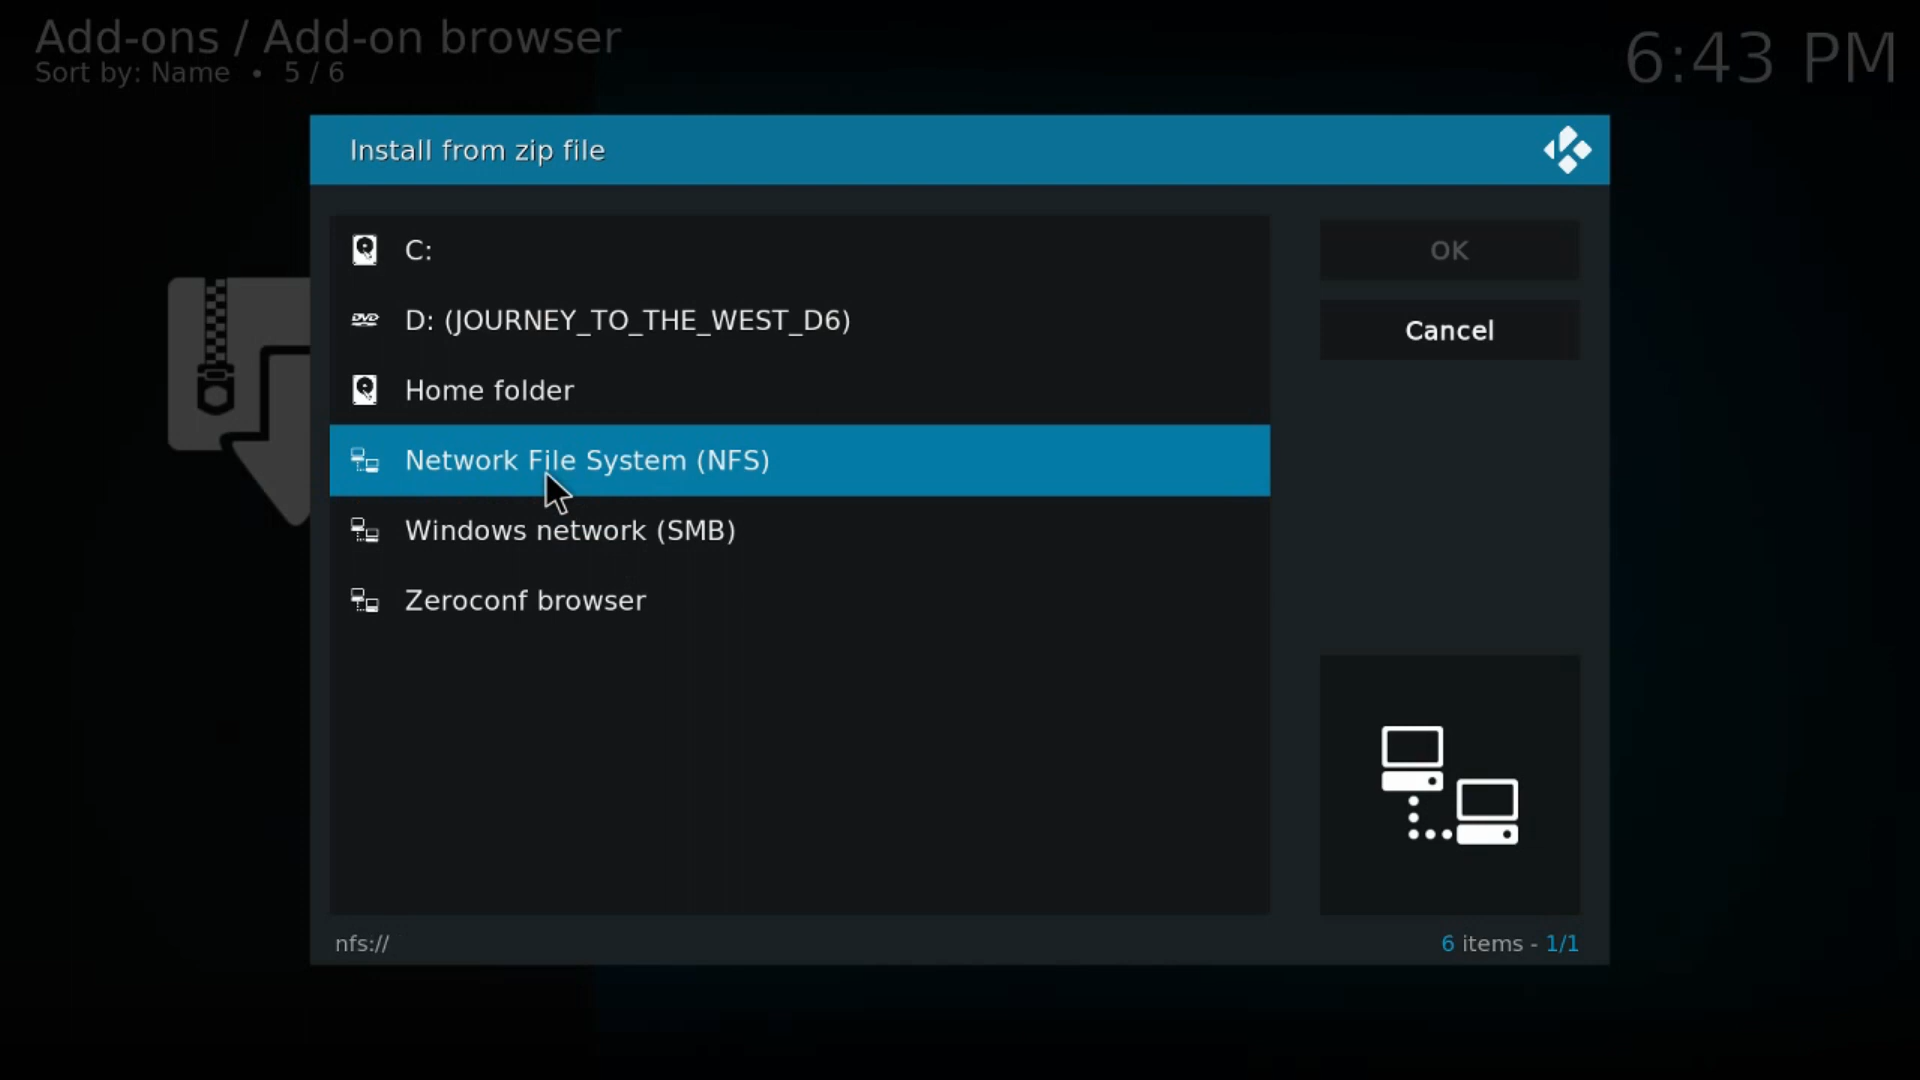 Add-ons / Add-on browser
Sort by: Name • 5 / 6
6:43 PM
Install from zip file
C:
OK
D: (JOURNEY_TO_THE_WEST_D6)
Cancel
Home folder
Network File System (NFS)
Windows network (SMB)
Zeroconf browser
nfs://
6 items - 1/1